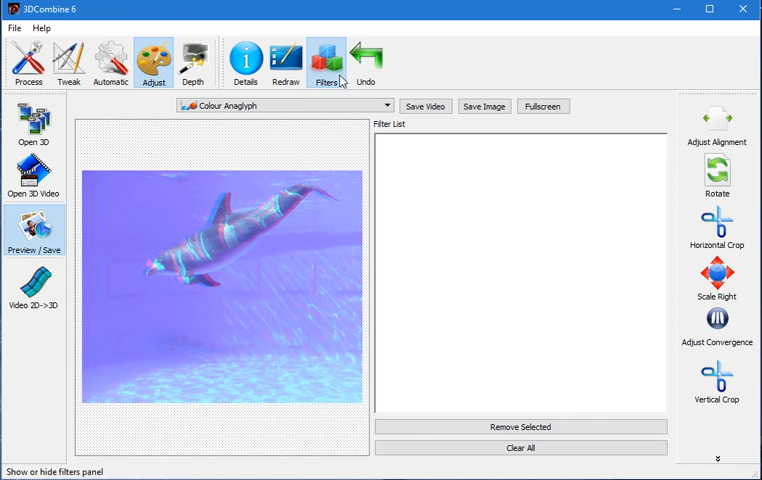 3DCombine 6
File Help
Process Tweak Automatic Adjust Depth Details Redraw Filters Undo
Colour Anaglyph Save Video Save Image Fullscreen
Filter List
Open 3D
Open 3D Video
Preview / Save
Video 2D->3D
Adjust Alignment
Rotate
Horizontal Crop
Scale Right
Adjust Convergence
Vertical Crop
Remove Selected
Clear All
Show or hide filters panel